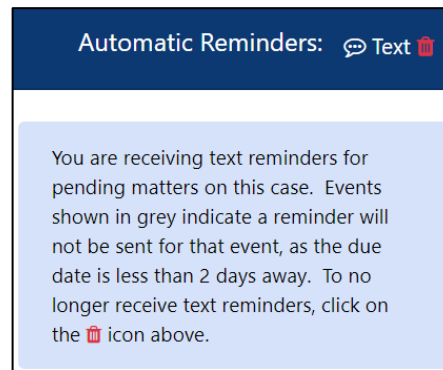 Automatic Reminders: Text
You are receiving text reminders for
pending matters on this case. Events
shown in grey indicate a reminder will
not be sent for that event, as the due
date is less than 2 days away. To no
longer receive text reminders, click on
the icon above.